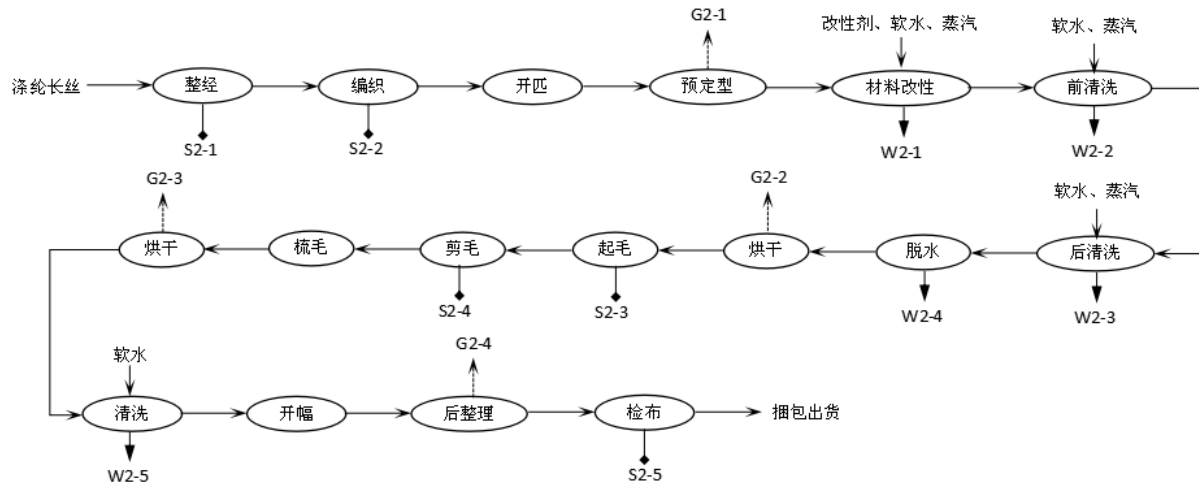 G2-1
改性剂、软水、蒸汽
软水、蒸汽
涤纶长丝
整经
编织
开匹
预定型
材料改性
前清洗
S2-1
S2-2
W2-1
W2-2
G2-3
G2-2
软水、蒸汽
烘干
梳毛
剪毛
起毛
烘干
脱水
后清洗
S2-4
S2-3
W2-4
W2-3
软水
G2-4
清洗
开幅
后整理
检布
捆包出货
W2-5
S2-5